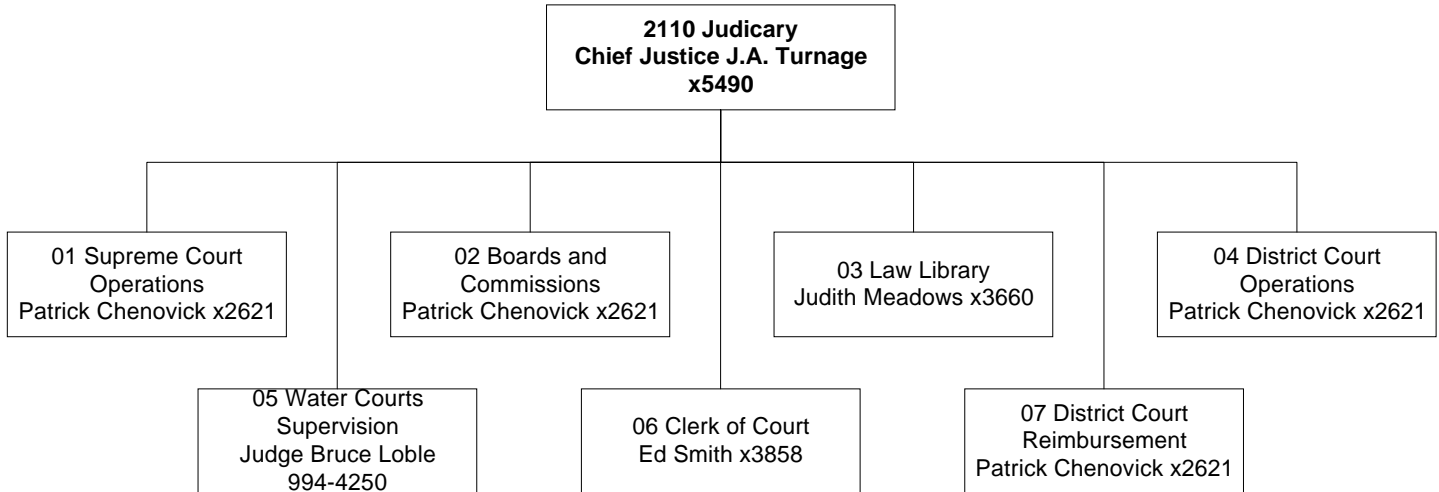 2110 Judicary
Chief Justice J.A. Turnage
x5490
01 Supreme Court
Operations
Patrick Chenovick x2621
02 Boards and
Commissions
Patrick Chenovick x2621
03 Law Library
Judith Meadows x3660
04 District Court
Operations
Patrick Chenovick x2621
05 Water Courts
Supervision
Judge Bruce Loble
994-4250
06 Clerk of Court
Ed Smith x3858
07 District Court
Reimbursement
Patrick Chenovick x2621